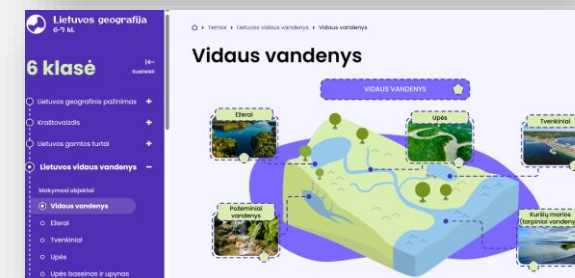 Lietuvos geografija
6-7 kl.
6 klasė
Suskleisti
Lietuvos geografinis pažinimas +
Kraštovaizdis +
Lietuvos gamtos turtai +
Lietuvos vidaus vandenys −
Mokymosi objektai
Vidaus vandenys
Ežerai
Tvenkiniai
Upės
Upės baseinas ir upynas
Temos • Lietuvos vidaus vandenys • Vidaus vandenys
Vidaus vandenys
VIDAUS VANDENYS
Ežerai
Upės
Tvenkiniai
Požeminiai
vandenys
Kuršių marios
(tarpiniai vandenys